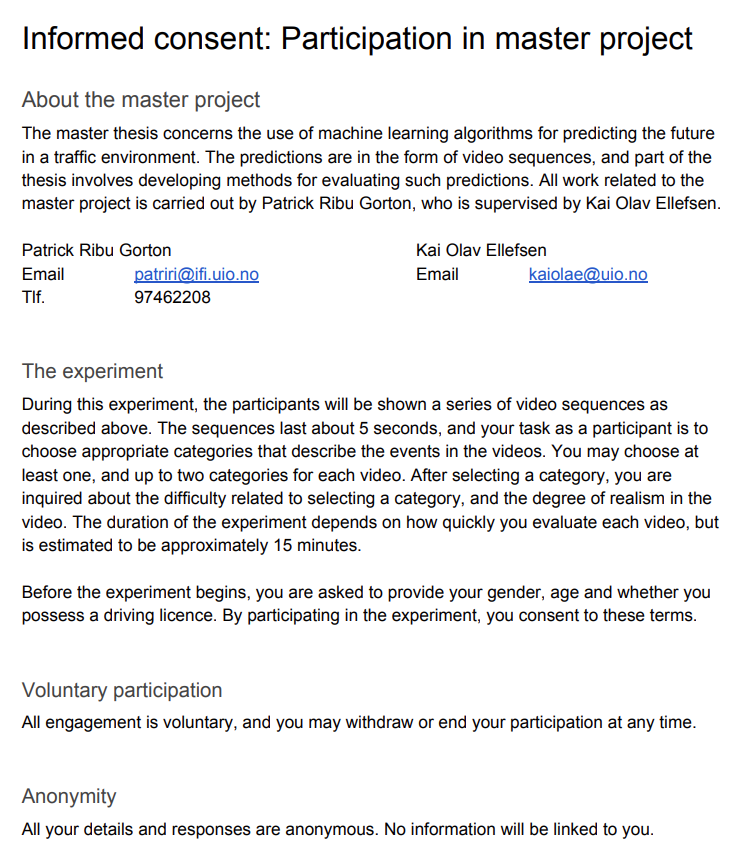 Informed consent: Participation in master project
About the master project
The master thesis concerns the use of machine learning algorithms for predicting the future
in a traffic environment. The predictions are in the form of video sequences, and part of the
thesis involves developing methods for evaluating such predictions. All work related to the
master project is carried out by Patrick Ribu Gorton, who is supervised by Kai Olav Ellefsen.
Patrick Ribu Gorton Kai Olav Ellefsen
Email patriri@ifi.uio.no Email kaiolae@uio.no
Tlf. 97462208
The experiment
During this experiment, the participants will be shown a series of video sequences as
described above. The sequences last about 5 seconds, and your task as a participant is to
choose appropriate categories that describe the events in the videos. You may choose at
least one, and up to two categories for each video. After selecting a category, you are
inquired about the difficulty related to selecting a category, and the degree of realism in the
video. The duration of the experiment depends on how quickly you evaluate each video, but
is estimated to be approximately 15 minutes.
Before the experiment begins, you are asked to provide your gender, age and whether you
possess a driving licence. By participating in the experiment, you consent to these terms.
Voluntary participation
All engagement is voluntary, and you may withdraw or end your participation at any time.
Anonymity
All your details and responses are anonymous. No information will be linked to you.